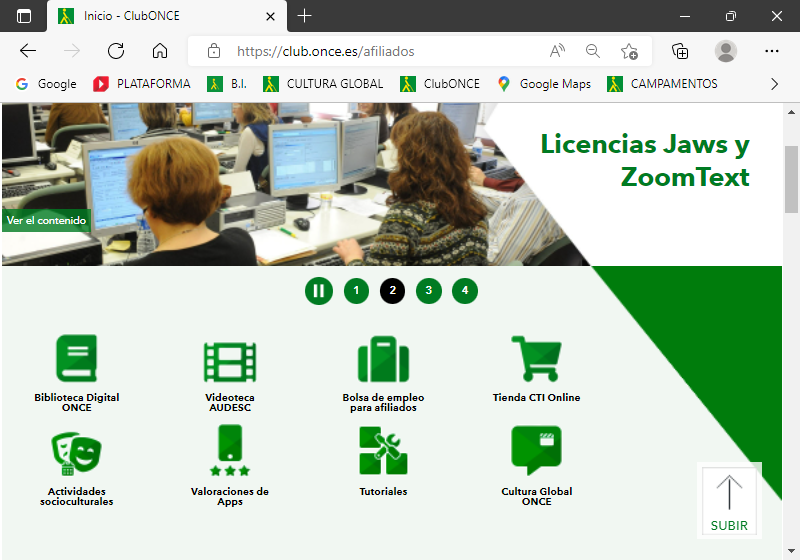 Inicio - ClubONCE
https://club.once.es/afiliados
Google
PLATAFORMA
B.I.
CULTURA GLOBAL
ClubONCE
Google Maps
CAMPAMENTOS
Licencias Jaws y
ZoomText
Ver el contenido
1
2
3
4
Biblioteca Digital
ONCE
Videoteca
AUDESC
Bolsa de empleo
para afiliados
Tienda CTI Online
Actividades
socioculturales
Valoraciones de
Apps
Tutoriales
Cultura Global
ONCE
SUBIR